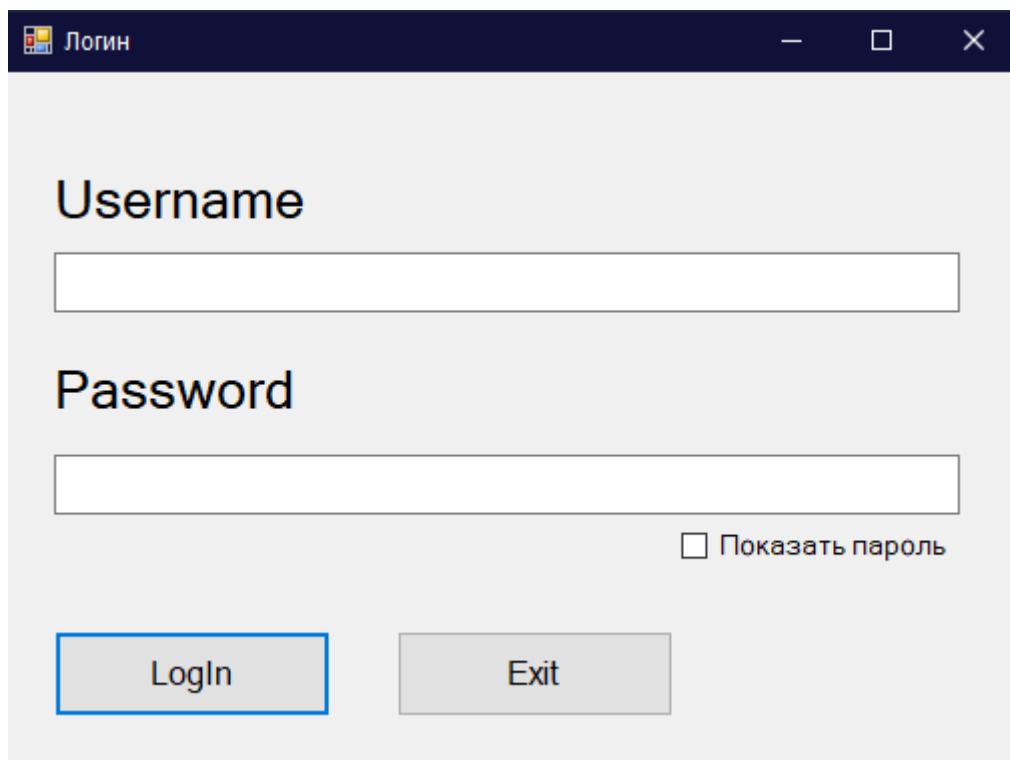 Логин
Username
Password
Показать пароль
LogIn
Exit